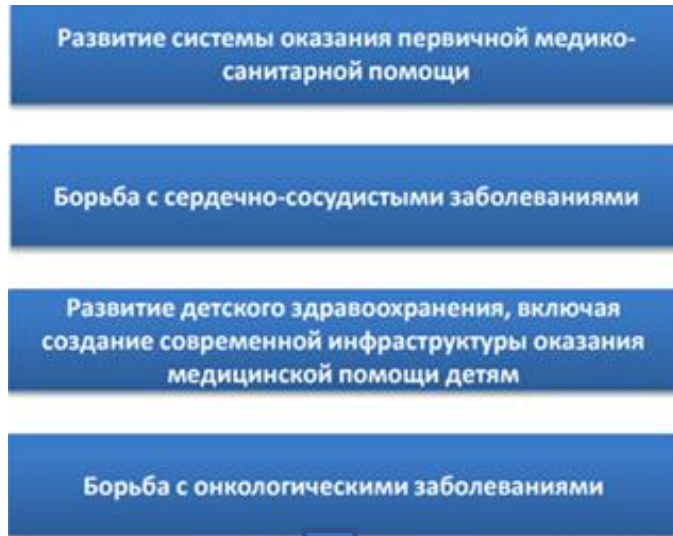 Развитие системы оказания первичной медико-
санитарной помощи
Борьба с сердечно-сосудистыми заболеваниями
Развитие детского здравоохранения, включая
создание современной инфраструктуры оказания
медицинской помощи детям
Борьба с онкологическими заболеваниями